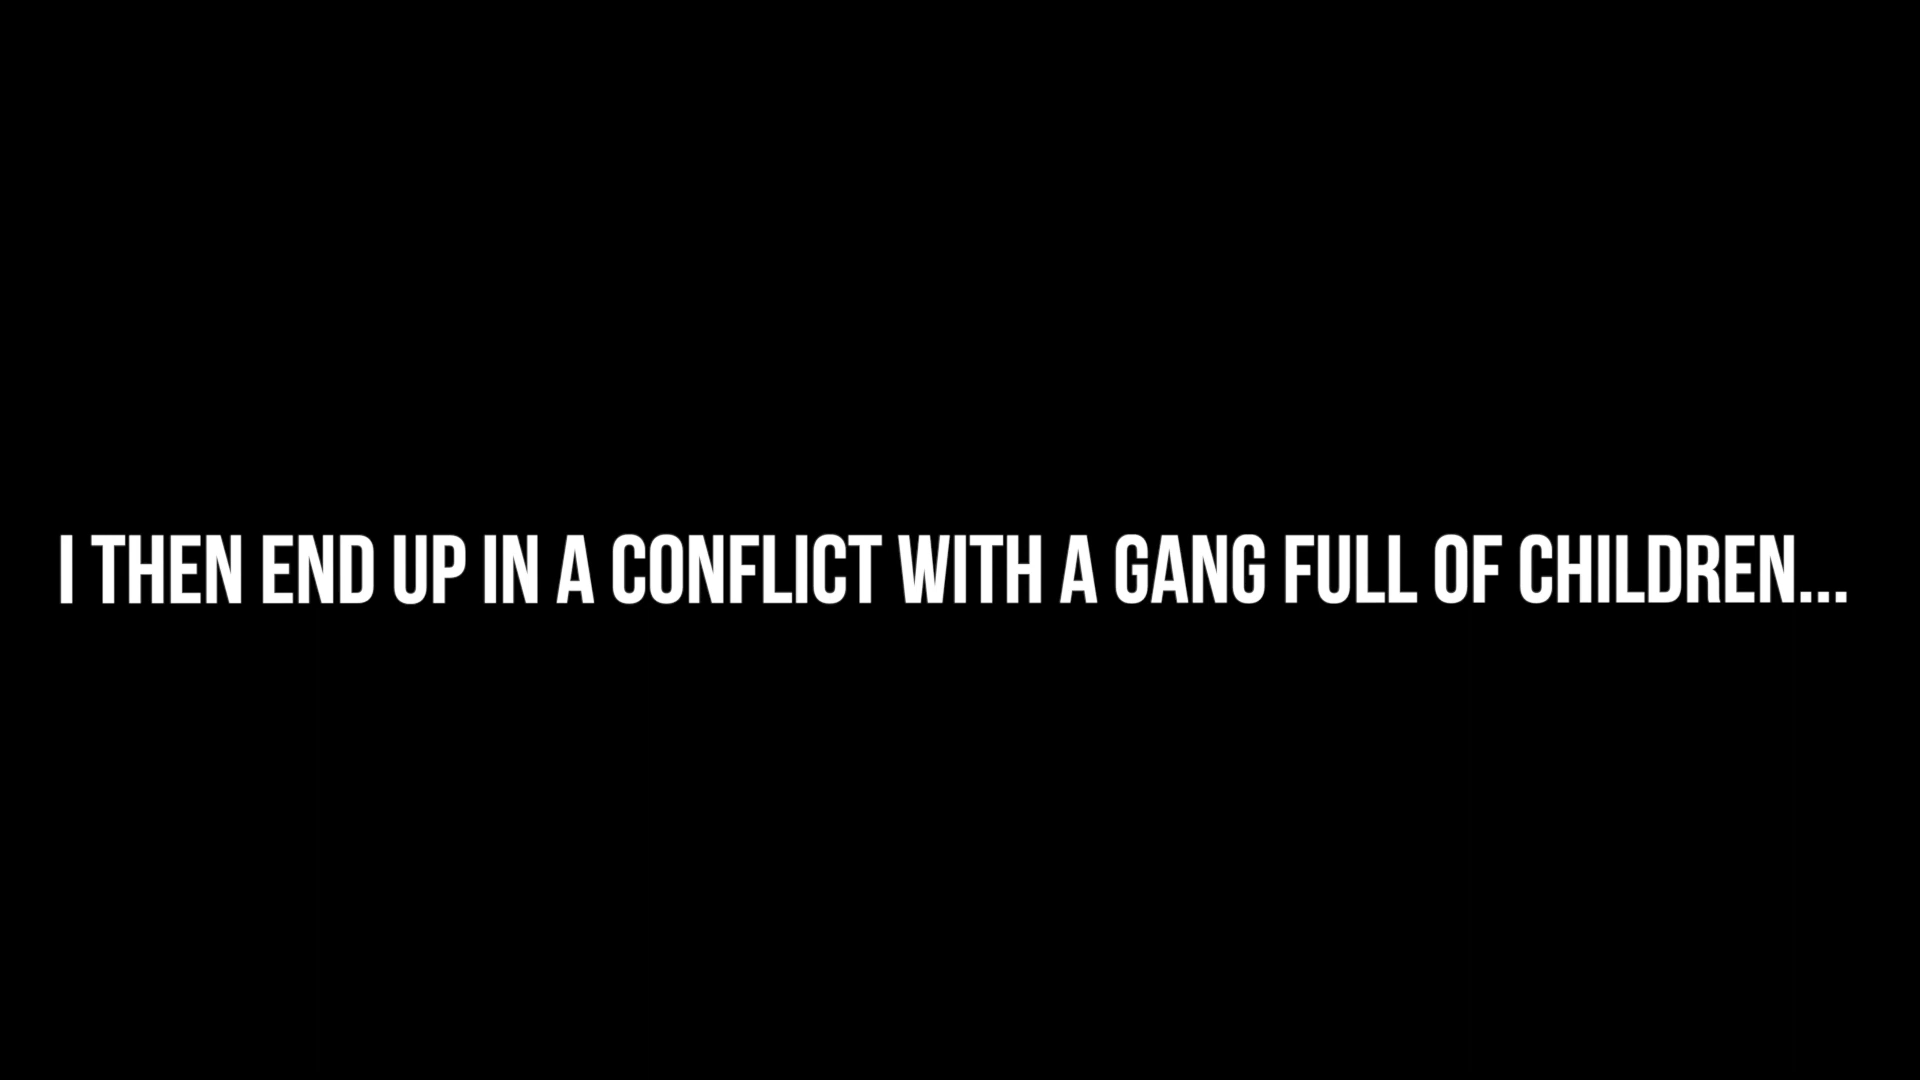 I THEN END UP IN A CONFLICT WITH A GANG FULL OF CHILDREN...